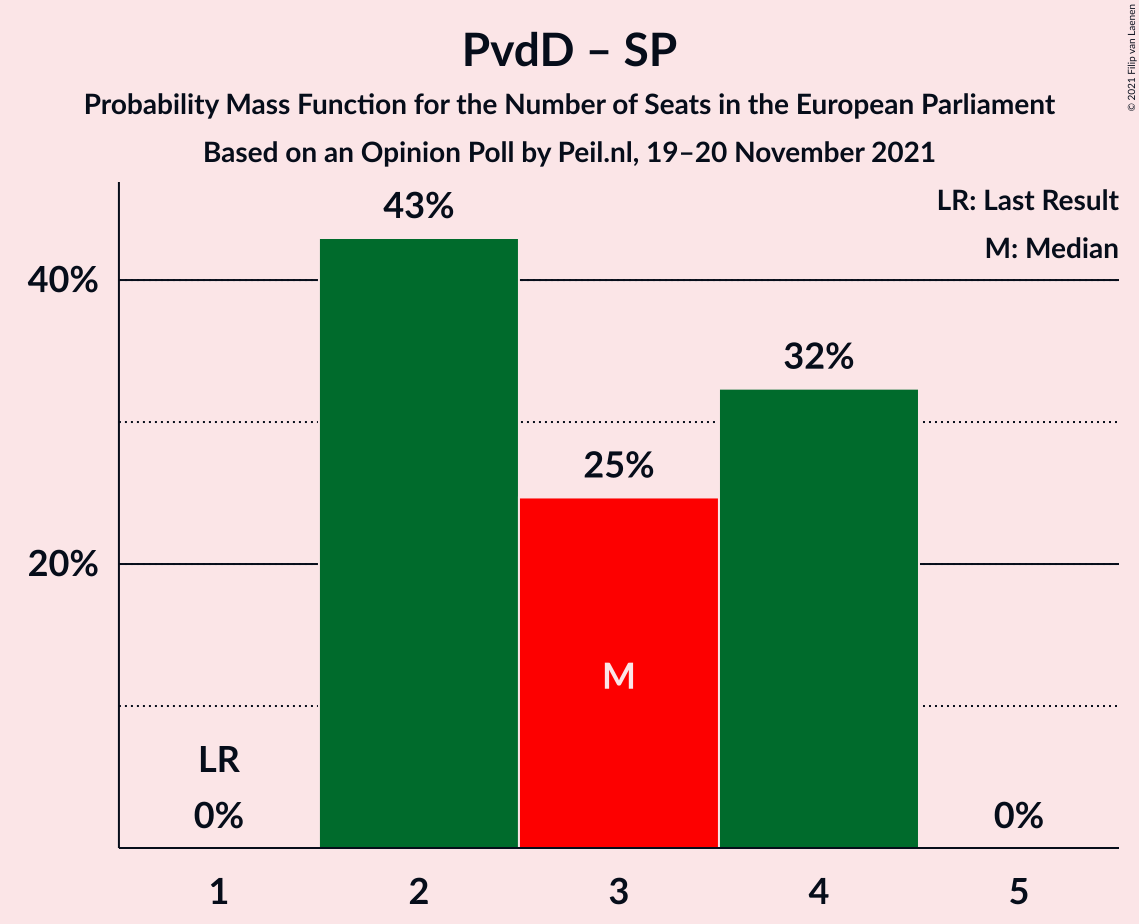 PvdD – SP
Probability Mass Function for the Number of Seats in the European Parliament
Based on an Opinion Poll by Peil.nl, 19–20 November 2021
© 2021 Filip van Laenen
LR: Last Result
M: Median
43%
40%
32%
25%
20%
M
LR
0%
0%
1 2 3 4 5